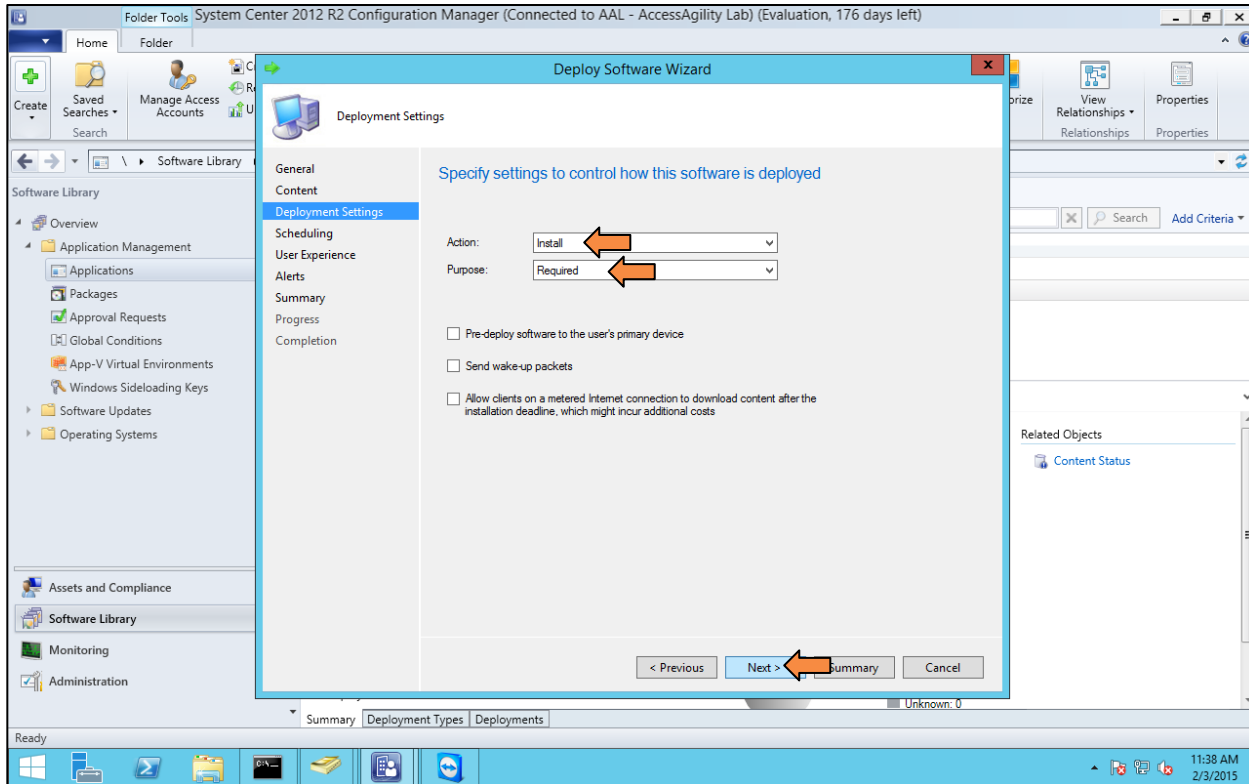 Folder Tools System Center 2012 R2 Configuration Manager (Connected to AAL - AccessAgility Lab) (Evaluation, 176 days left)
Home Folder
Create
Saved Searches
Search
Manage Access Accounts
View Relationships
Relationships
Properties
Properties
\ Software Library
Software Library
Overview
Application Management
Applications
Packages
Approval Requests
Global Conditions
App-V Virtual Environments
Windows Sideloading Keys
Software Updates
Operating Systems
Assets and Compliance
Software Library
Monitoring
Administration
Deploy Software Wizard
Deployment Settings
General
Content
Deployment Settings
Scheduling
User Experience
Alerts
Summary
Progress
Completion
Specify settings to control how this software is deployed
Action: Install
Purpose: Required
Pre-deploy software to the user's primary device
Send wake-up packets
Allow clients on a metered Internet connection to download content after the
installation deadline, which might incur additional costs
< Previous Next > Summary Cancel
Search Add Criteria
Related Objects
Content Status
Unknown: 0
Summary Deployment Types Deployments
Ready
11:38 AM
2/3/2015